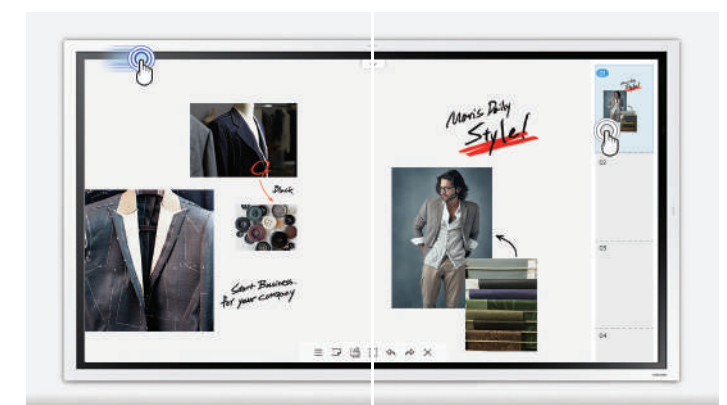 Black
Smart Business
for your company
Men's Daily
Style!
01
02
03
04